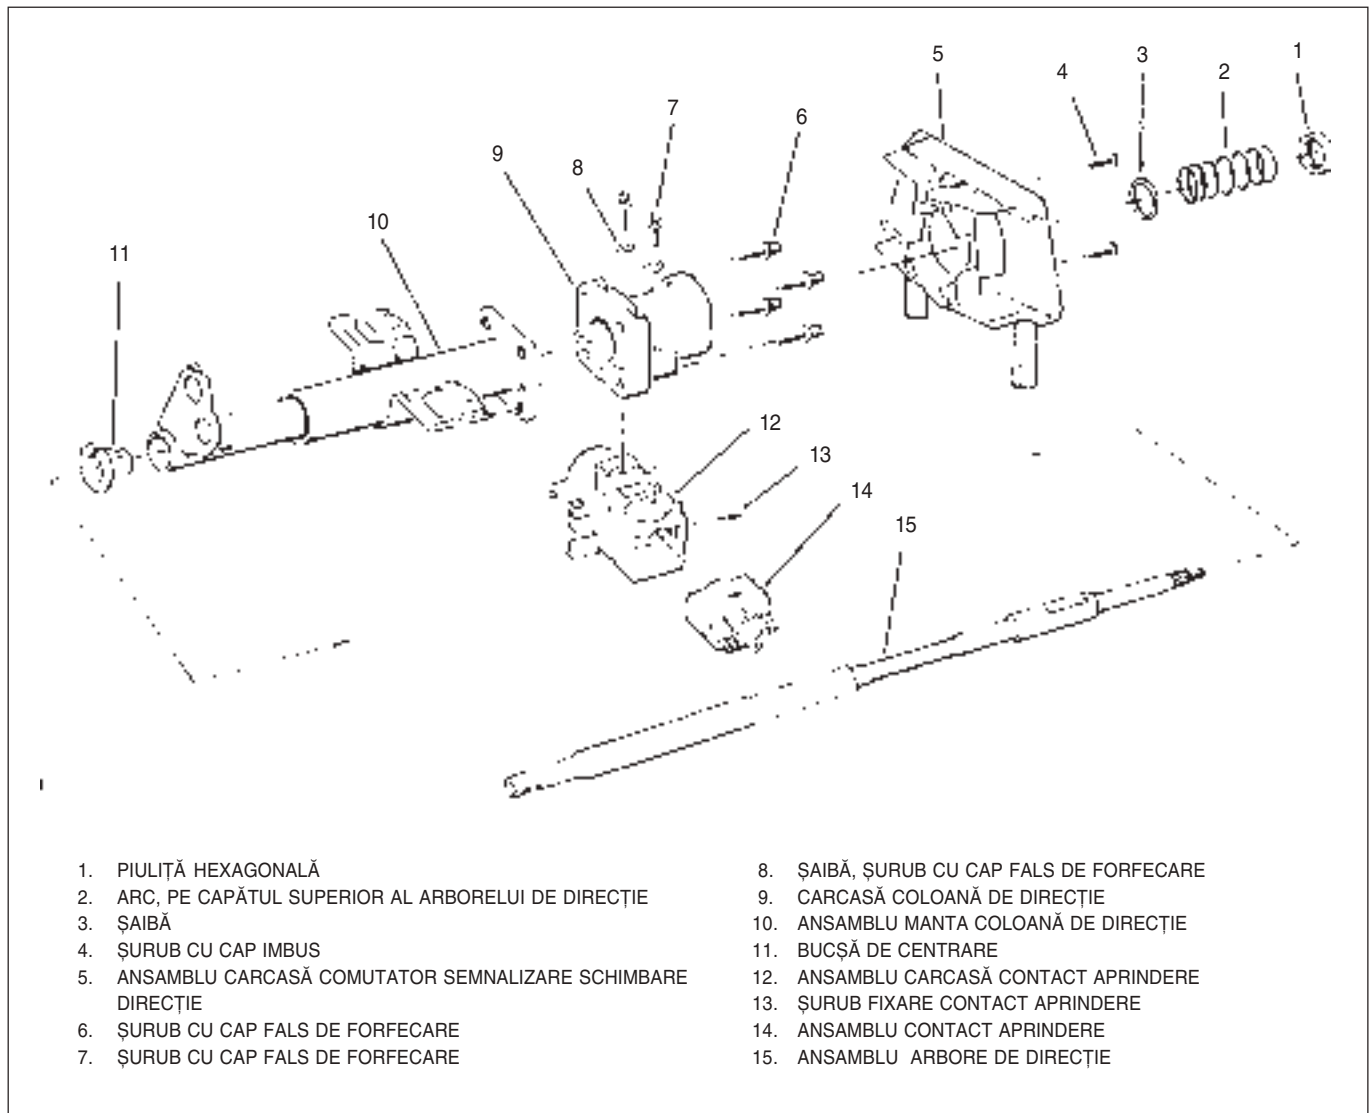 1
2
3
4
5
6
7
8
9
10
11
12
13
14
15
1. PIULIȚĂ HEXAGONALĂ
2. ARC, PE CAPĂTUL SUPERIOR AL ARBORELUI DE DIRECȚIE
3. ȘAIBĂ
4. ȘURUB CU CAP IMBUS
5. ANSAMBLU CARCASĂ COMUTATOR SEMNALIZARE SCHIMBARE
DIRECȚIE
6. ȘURUB CU CAP FALS DE FORFECARE
7. ȘURUB CU CAP FALS DE FORFECARE
8. ȘAIBĂ, ȘURUB CU CAP FALS DE FORFECARE
9. CARCASĂ COLOANĂ DE DIRECȚIE
10. ANSAMBLU MANTA COLOANĂ DE DIRECȚIE
11. BUCȘĂ DE CENTRARE
12. ANSAMBLU CARCASĂ CONTACT APRINDERE
13. ȘURUB FIXARE CONTACT APRINDERE
14. ANSAMBLU CONTACT APRINDERE
15. ANSAMBLU ARBORE DE DIRECȚIE